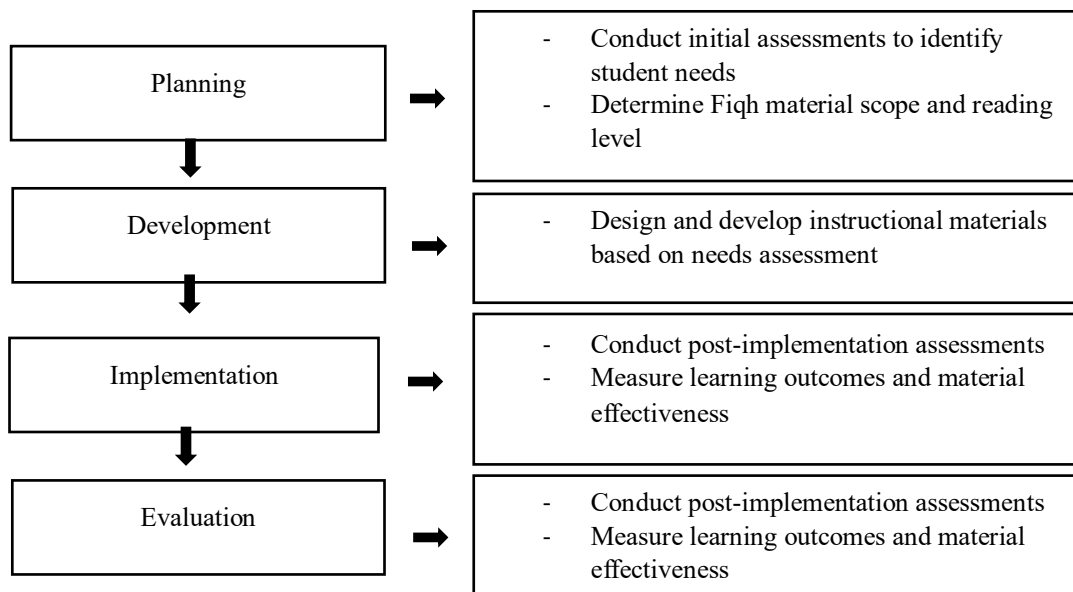 Planning
- Conduct initial assessments to identify
student needs
- Determine Fiqh material scope and reading
level
Development
- Design and develop instructional materials
based on needs assessment
Implementation
- Conduct post-implementation assessments
- Measure learning outcomes and material
effectiveness
Evaluation
- Conduct post-implementation assessments
- Measure learning outcomes and material
effectiveness